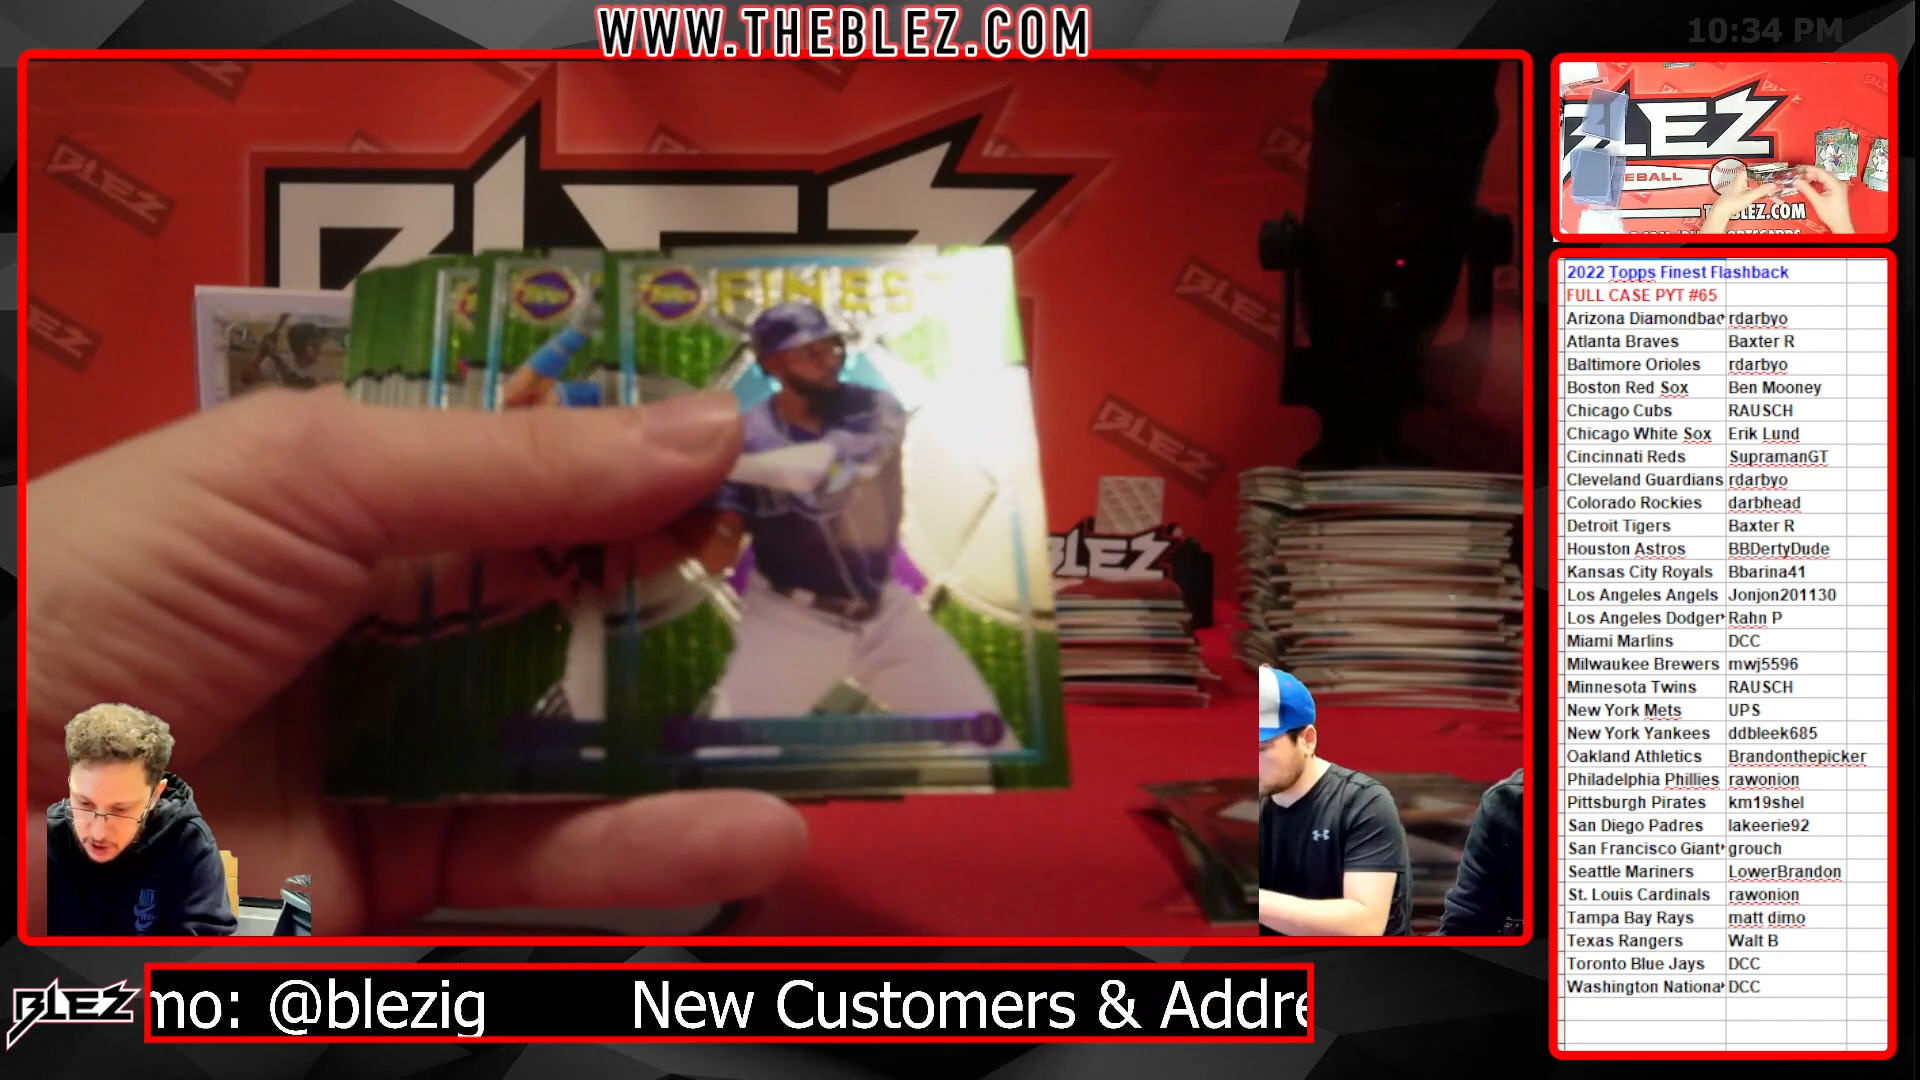 WWW.THEBLEZ.COM
10:34 PM
BLEZ
BLEZ
FINES
BLEZ
BLEZ
BLEZ
BLEZ
EBALL
2022 Topps Finest Flashback
FULL CASE PYT #65
Arizona Diamondbac rdarbyo
Atlanta Braves Baxter R
Baltimore Orioles rdarbyo
Boston Red Sox Ben Mooney
Chicago Cubs RAUSCH
Chicago White Sox Erik Lund
Cincinnati Reds SupramanGT
Cleveland Guardians rdarbyo
Colorado Rockies darbhead
Detroit Tigers Baxter R
Houston Astros BBDertyDude
Kansas City Royals Bbarina41
Los Angeles Angels Jonjon201130
Los Angeles Dodger Rahn P
Miami Marlins DCC
Milwaukee Brewers mwj5596
Minnesota Twins RAUSCH
New York Mets UPS
New York Yankees ddbleek685
Oakland Athletics Brandonthepicker
Philadelphia Phillies rawonion
Pittsburgh Pirates km19shel
San Diego Padres lakeerie92
San Francisco Giant grouch
Seattle Mariners LowerBrandon
St. Louis Cardinals rawonion
Tampa Bay Rays matt dimo
Texas Rangers Walt B
Toronto Blue Jays DCC
Washington Nationa DCC
BLEZ
mo: @blezig New Customers & Addre